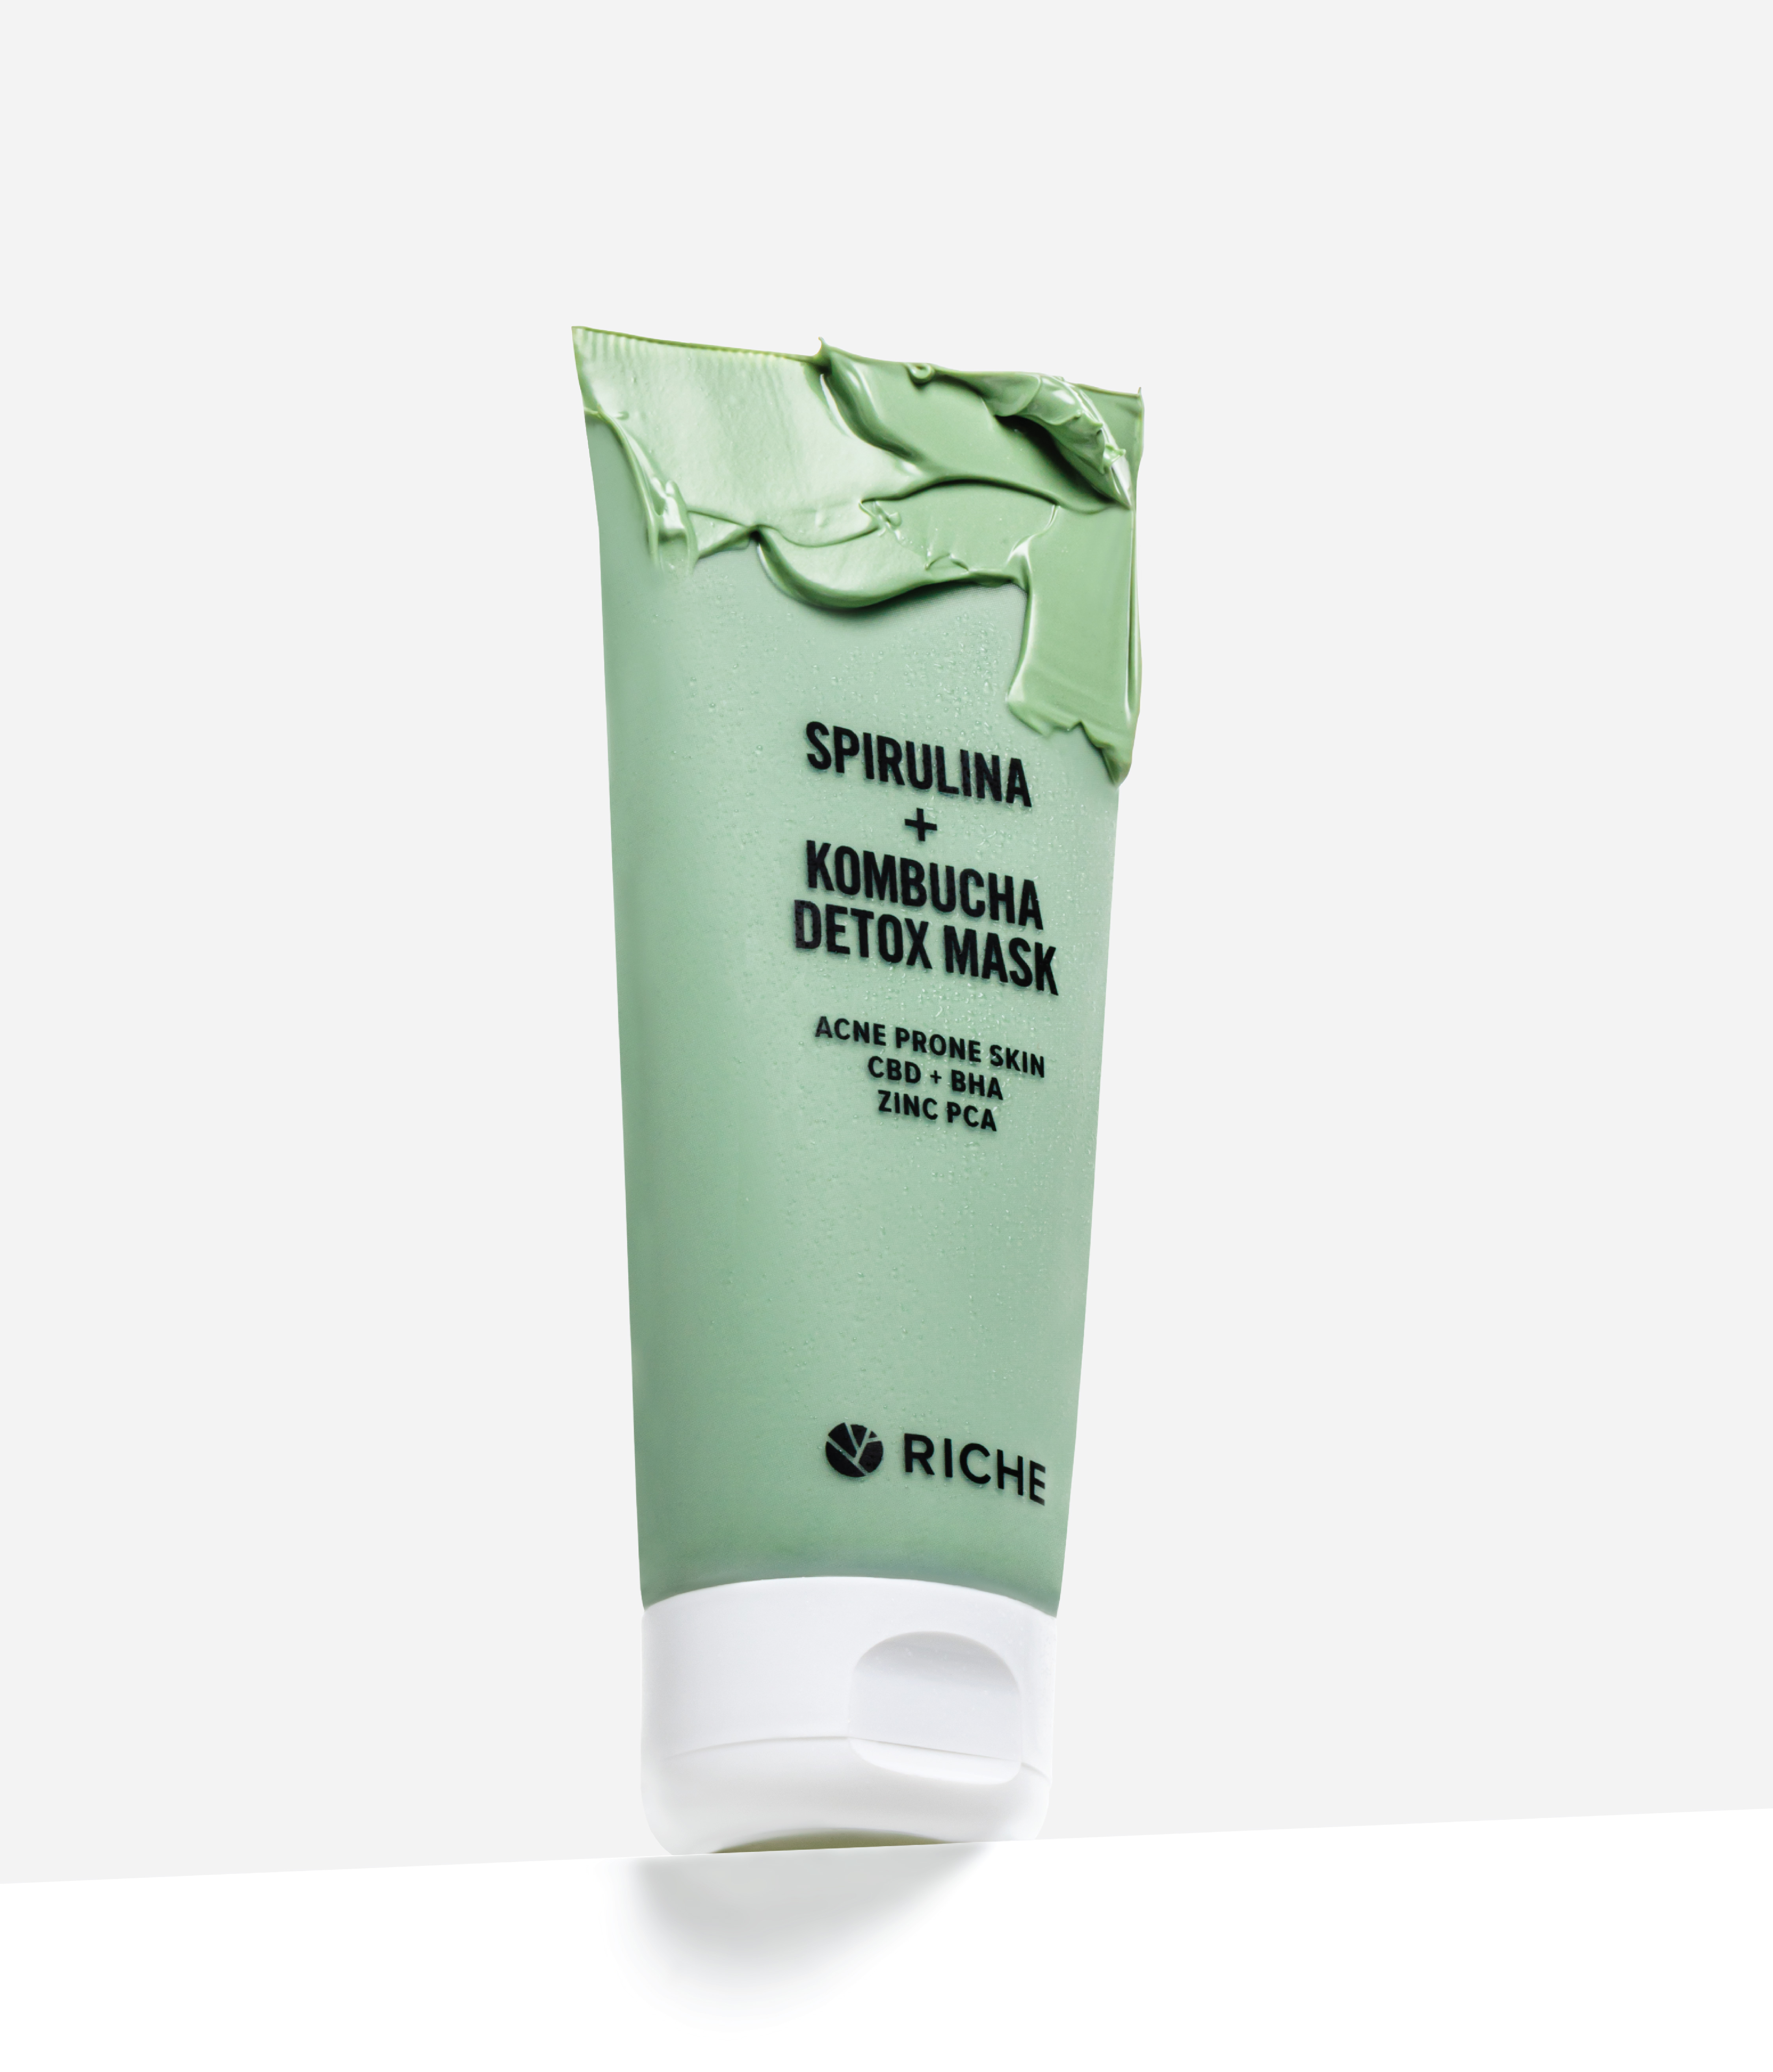 SPIRULINA
+
KOMBUCHA
DETOX MASK
ACNE PRONE SKIN
CBD + BHA
ZINC PCA
RICHE